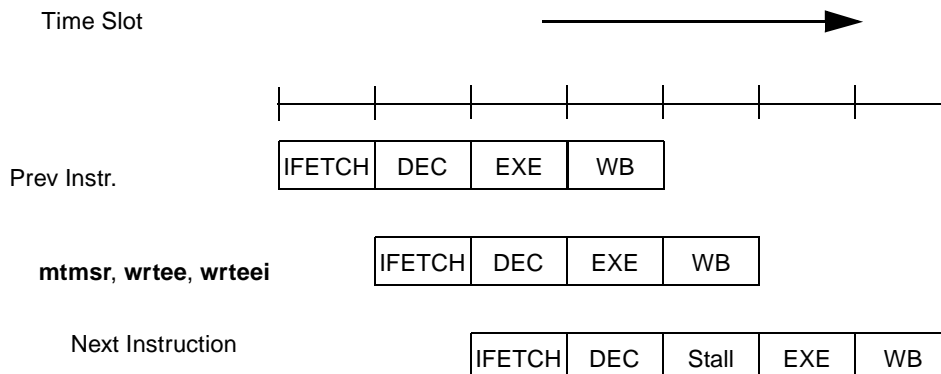 Time Slot
IFETCH DEC EXE WB
Prev Instr.
IFETCH DEC EXE WB
mtmsr, wrtee, wrteei
Next Instruction
IFETCH DEC Stall EXE WB